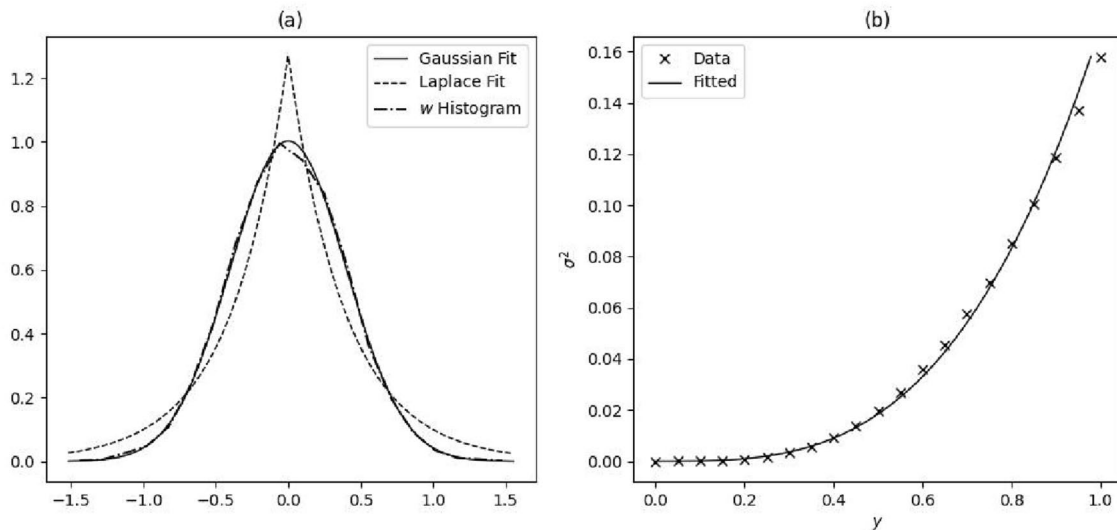 (a)
Gaussian Fit
Laplace Fit
w Histogram
1.2
1.0
0.8
0.6
0.4
0.2
0.0
−1.5 −1.0 −0.5 0.0 0.5 1.0 1.5
(b)
Data
Fitted
0.16
0.14
0.12
0.10
0.08
0.06
0.04
0.02
0.00
σ²
0.0 0.2 0.4 0.6 0.8 1.0
y